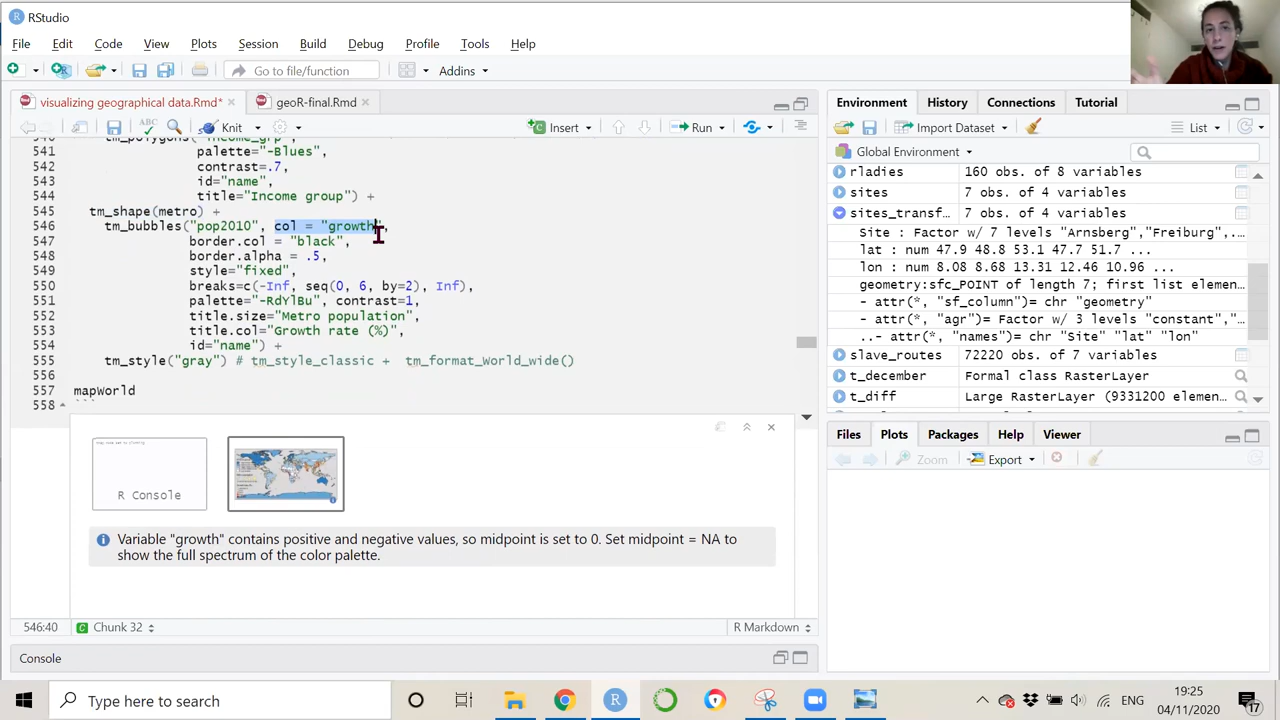 RStudio
File Edit Code View Plots Session Build Debug Profile Tools Help
Go to file/function Addins
visualizing geographical data.Rmd* geoR-final.Rmd
ABC Knit Insert Run
541 palette="-Blues",
542 contrast=.7,
543 id="name",
544 title="Income group") +
545 tm_shape(metro) +
546 tm_bubbles("pop2010", col = "growth",
547 border.col = "black",
548 border.alpha = .5,
549 style="fixed",
550 breaks=c(-Inf, seq(0, 6, by=2), Inf),
551 palette="-RdYlBu", contrast=1,
552 title.size="Metro population",
553 title.col="Growth rate (%)",
554 id="name") +
555 tm_style("gray") # tm_style_classic + tm_format_World_wide()
556
557 mapWorld
558 ```
R Console
Variable "growth" contains positive and negative values, so midpoint is set to 0. Set midpoint = NA to
show the full spectrum of the color palette.
546:40 Chunk 32 R Markdown
Console
Environment History Connections Tutorial
Import Dataset List
Global Environment
rladies 160 obs. of 8 variables
sites 7 obs. of 4 variables
sites_transf… 7 obs. of 4 variables
Site : Factor w/ 7 levels "Arnsberg","Freiburg",…
lat : num 47.9 48.8 53.1 47.7 51.7 ...
lon : num 8.08 8.68 13.31 12.46 10.96 ...
geometry:sfc_POINT of length 7; first list elemen…
- attr(*, "sf_column")= chr "geometry"
- attr(*, "agr")= Factor w/ 3 levels "constant",…
..- attr(*, "names")= chr "Site" "lat" "lon"
slave_routes 72220 obs. of 7 variables
t_december Formal class RasterLayer
t_diff Large RasterLayer (9331200 elemen…
Files Plots Packages Help Viewer
Zoom Export
Type here to search
ENG
19:25
04/11/2020
17